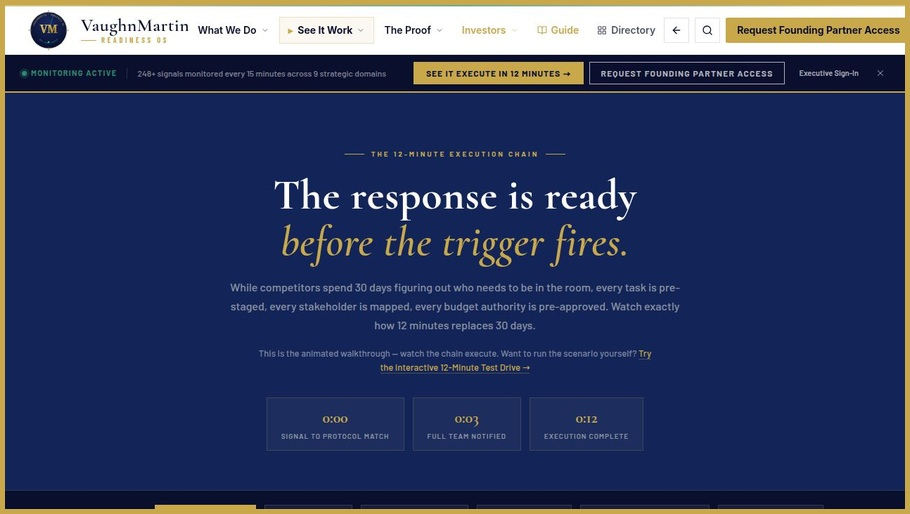 VM
VaughnMartin
READINESS OS
What We Do
See It Work
The Proof
Investors
Guide
Directory
Request Founding Partner Access
MONITORING ACTIVE
248+ signals monitored every 15 minutes across 9 strategic domains
SEE IT EXECUTE IN 12 MINUTES →
REQUEST FOUNDING PARTNER ACCESS
Executive Sign-In
THE 12-MINUTE EXECUTION CHAIN
The response is ready
before the trigger fires.
While competitors spend 30 days figuring out who needs to be in the room, every task is pre-
staged, every stakeholder is mapped, every budget authority is pre-approved. Watch exactly
how 12 minutes replaces 30 days.
This is the animated walkthrough — watch the chain execute. Want to run the scenario yourself? Try
the interactive 12-Minute Test Drive →
0:00
SIGNAL TO PROTOCOL MATCH
0:03
FULL TEAM NOTIFIED
0:12
EXECUTION COMPLETE